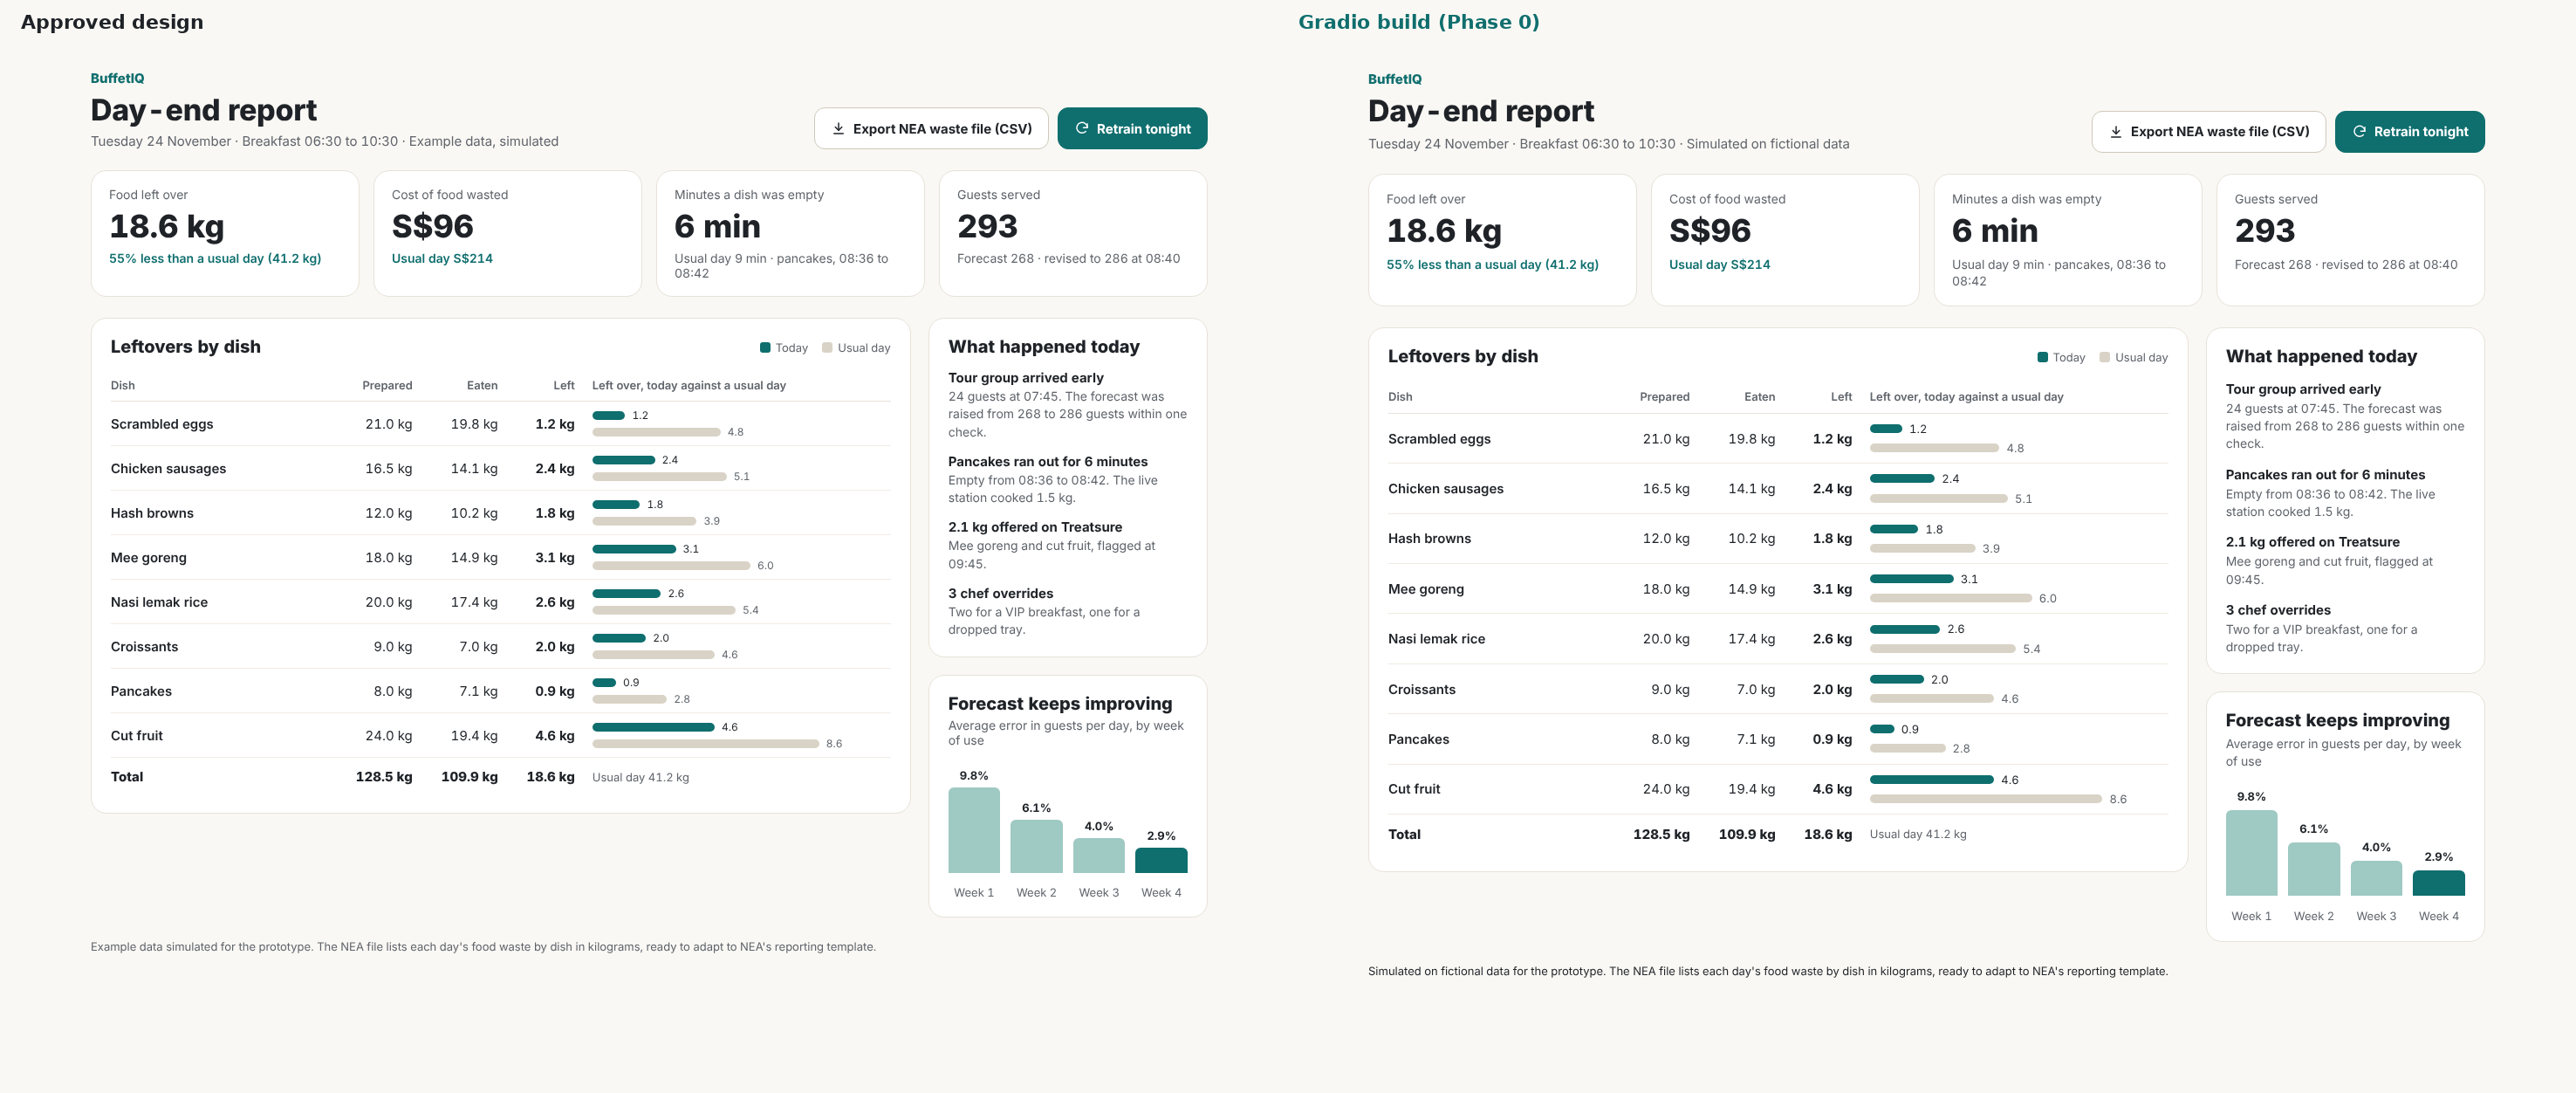 Approved design
BuffetIQ
Day-end report
Tuesday 24 November · Breakfast 06:30 to 10:30 · Example data, simulated
Export NEA waste file (CSV)
Retrain tonight
Food left over
18.6 kg
55% less than a usual day (41.2 kg)
Cost of food wasted
S$96
Usual day S$214
Minutes a dish was empty
6 min
Usual day 9 min · pancakes, 08:36 to
08:42
Guests served
293
Forecast 268 · revised to 286 at 08:40
Leftovers by dish
Today Usual day
Dish Prepared Eaten Left Left over, today against a usual day
Scrambled eggs 21.0 kg 19.8 kg 1.2 kg 1.2
4.8
Chicken sausages 16.5 kg 14.1 kg 2.4 kg 2.4
5.1
Hash browns 12.0 kg 10.2 kg 1.8 kg 1.8
3.9
Mee goreng 18.0 kg 14.9 kg 3.1 kg 3.1
6.0
Nasi lemak rice 20.0 kg 17.4 kg 2.6 kg 2.6
5.4
Croissants 9.0 kg 7.0 kg 2.0 kg 2.0
4.6
Pancakes 8.0 kg 7.1 kg 0.9 kg 0.9
2.8
Cut fruit 24.0 kg 19.4 kg 4.6 kg 4.6
8.6
Total 128.5 kg 109.9 kg 18.6 kg Usual day 41.2 kg
What happened today
Tour group arrived early
24 guests at 07:45. The forecast was
raised from 268 to 286 guests within one
check.
Pancakes ran out for 6 minutes
Empty from 08:36 to 08:42. The live
station cooked 1.5 kg.
2.1 kg offered on Treatsure
Mee goreng and cut fruit, flagged at
09:45.
3 chef overrides
Two for a VIP breakfast, one for a
dropped tray.
Forecast keeps improving
Average error in guests per day, by week
of use
9.8%
6.1%
4.0%
2.9%
Week 1 Week 2 Week 3 Week 4
Example data simulated for the prototype. The NEA file lists each day's food waste by dish in kilograms, ready to adapt to NEA's reporting template.
Gradio build (Phase 0)
BuffetIQ
Day-end report
Tuesday 24 November · Breakfast 06:30 to 10:30 · Simulated on fictional data
Export NEA waste file (CSV)
Retrain tonight
Food left over
18.6 kg
55% less than a usual day (41.2 kg)
Cost of food wasted
S$96
Usual day S$214
Minutes a dish was empty
6 min
Usual day 9 min · pancakes, 08:36 to
08:42
Guests served
293
Forecast 268 · revised to 286 at 08:40
Leftovers by dish
Today Usual day
Dish Prepared Eaten Left Left over, today against a usual day
Scrambled eggs 21.0 kg 19.8 kg 1.2 kg 1.2
4.8
Chicken sausages 16.5 kg 14.1 kg 2.4 kg 2.4
5.1
Hash browns 12.0 kg 10.2 kg 1.8 kg 1.8
3.9
Mee goreng 18.0 kg 14.9 kg 3.1 kg 3.1
6.0
Nasi lemak rice 20.0 kg 17.4 kg 2.6 kg 2.6
5.4
Croissants 9.0 kg 7.0 kg 2.0 kg 2.0
4.6
Pancakes 8.0 kg 7.1 kg 0.9 kg 0.9
2.8
Cut fruit 24.0 kg 19.4 kg 4.6 kg 4.6
8.6
Total 128.5 kg 109.9 kg 18.6 kg Usual day 41.2 kg
What happened today
Tour group arrived early
24 guests at 07:45. The forecast was
raised from 268 to 286 guests within one
check.
Pancakes ran out for 6 minutes
Empty from 08:36 to 08:42. The live
station cooked 1.5 kg.
2.1 kg offered on Treatsure
Mee goreng and cut fruit, flagged at
09:45.
3 chef overrides
Two for a VIP breakfast, one for a
dropped tray.
Forecast keeps improving
Average error in guests per day, by week
of use
9.8%
6.1%
4.0%
2.9%
Week 1 Week 2 Week 3 Week 4
Simulated on fictional data for the prototype. The NEA file lists each day's food waste by dish in kilograms, ready to adapt to NEA's reporting template.